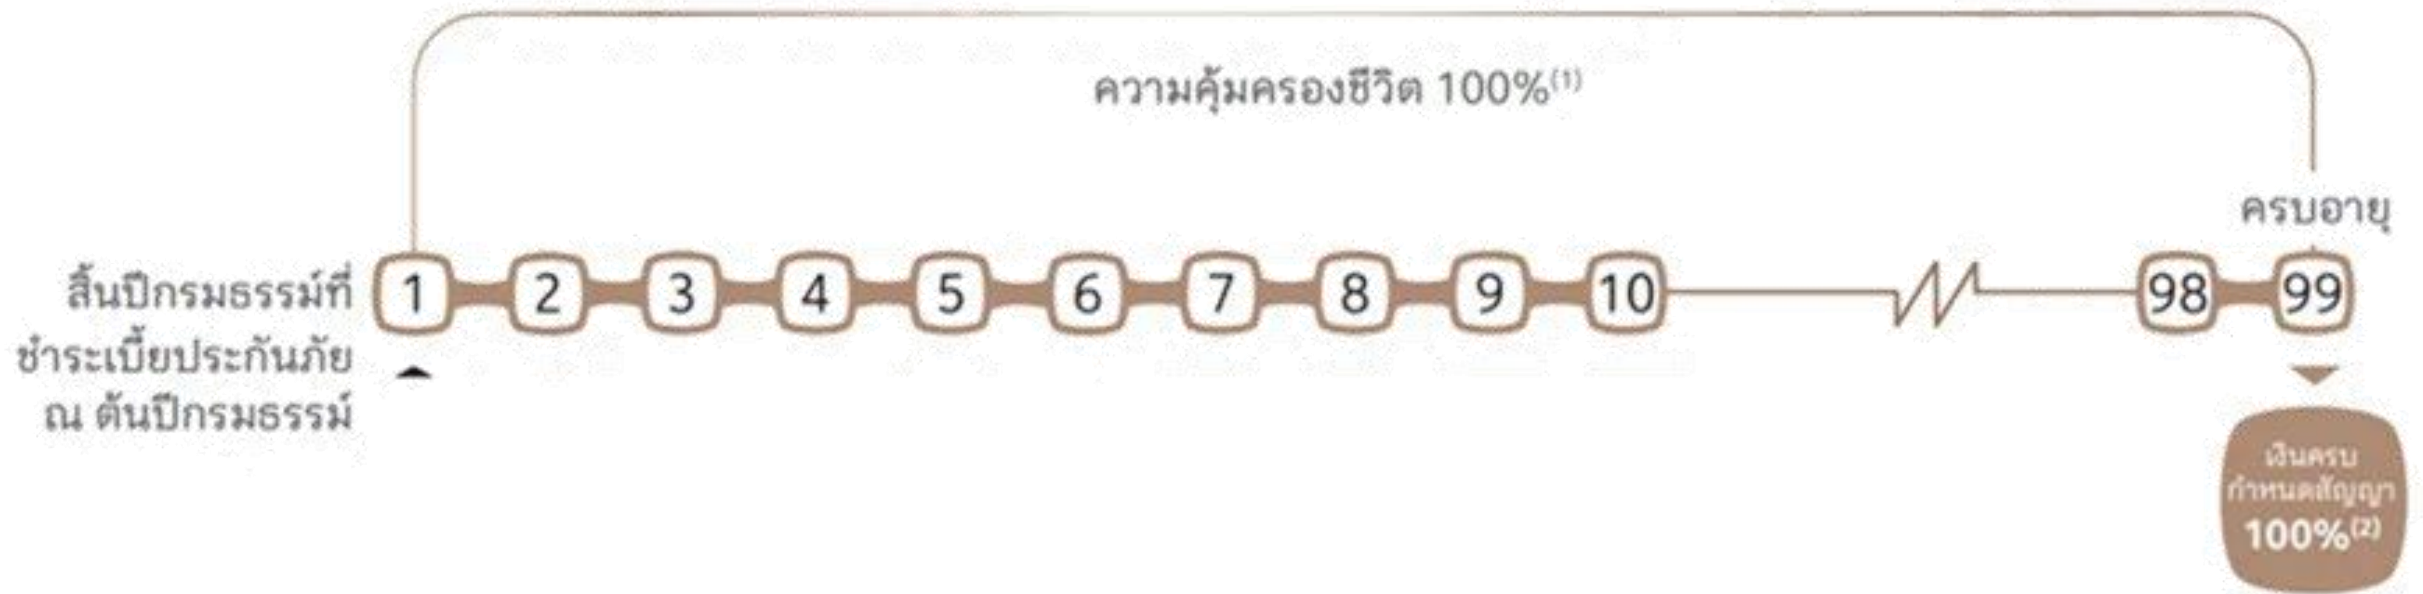 ความคุ้มครองชีวิต 100%(1)
ครบอายุ
สิ้นปีกรมธรรม์ที่ 1 2 3 4 5 6 7 8 9 10 98 99
ชำระเบี้ยประกันภัย
ณ ต้นปีกรมธรรม์
เงินครบ
กำหนดสัญญา
100%(2)